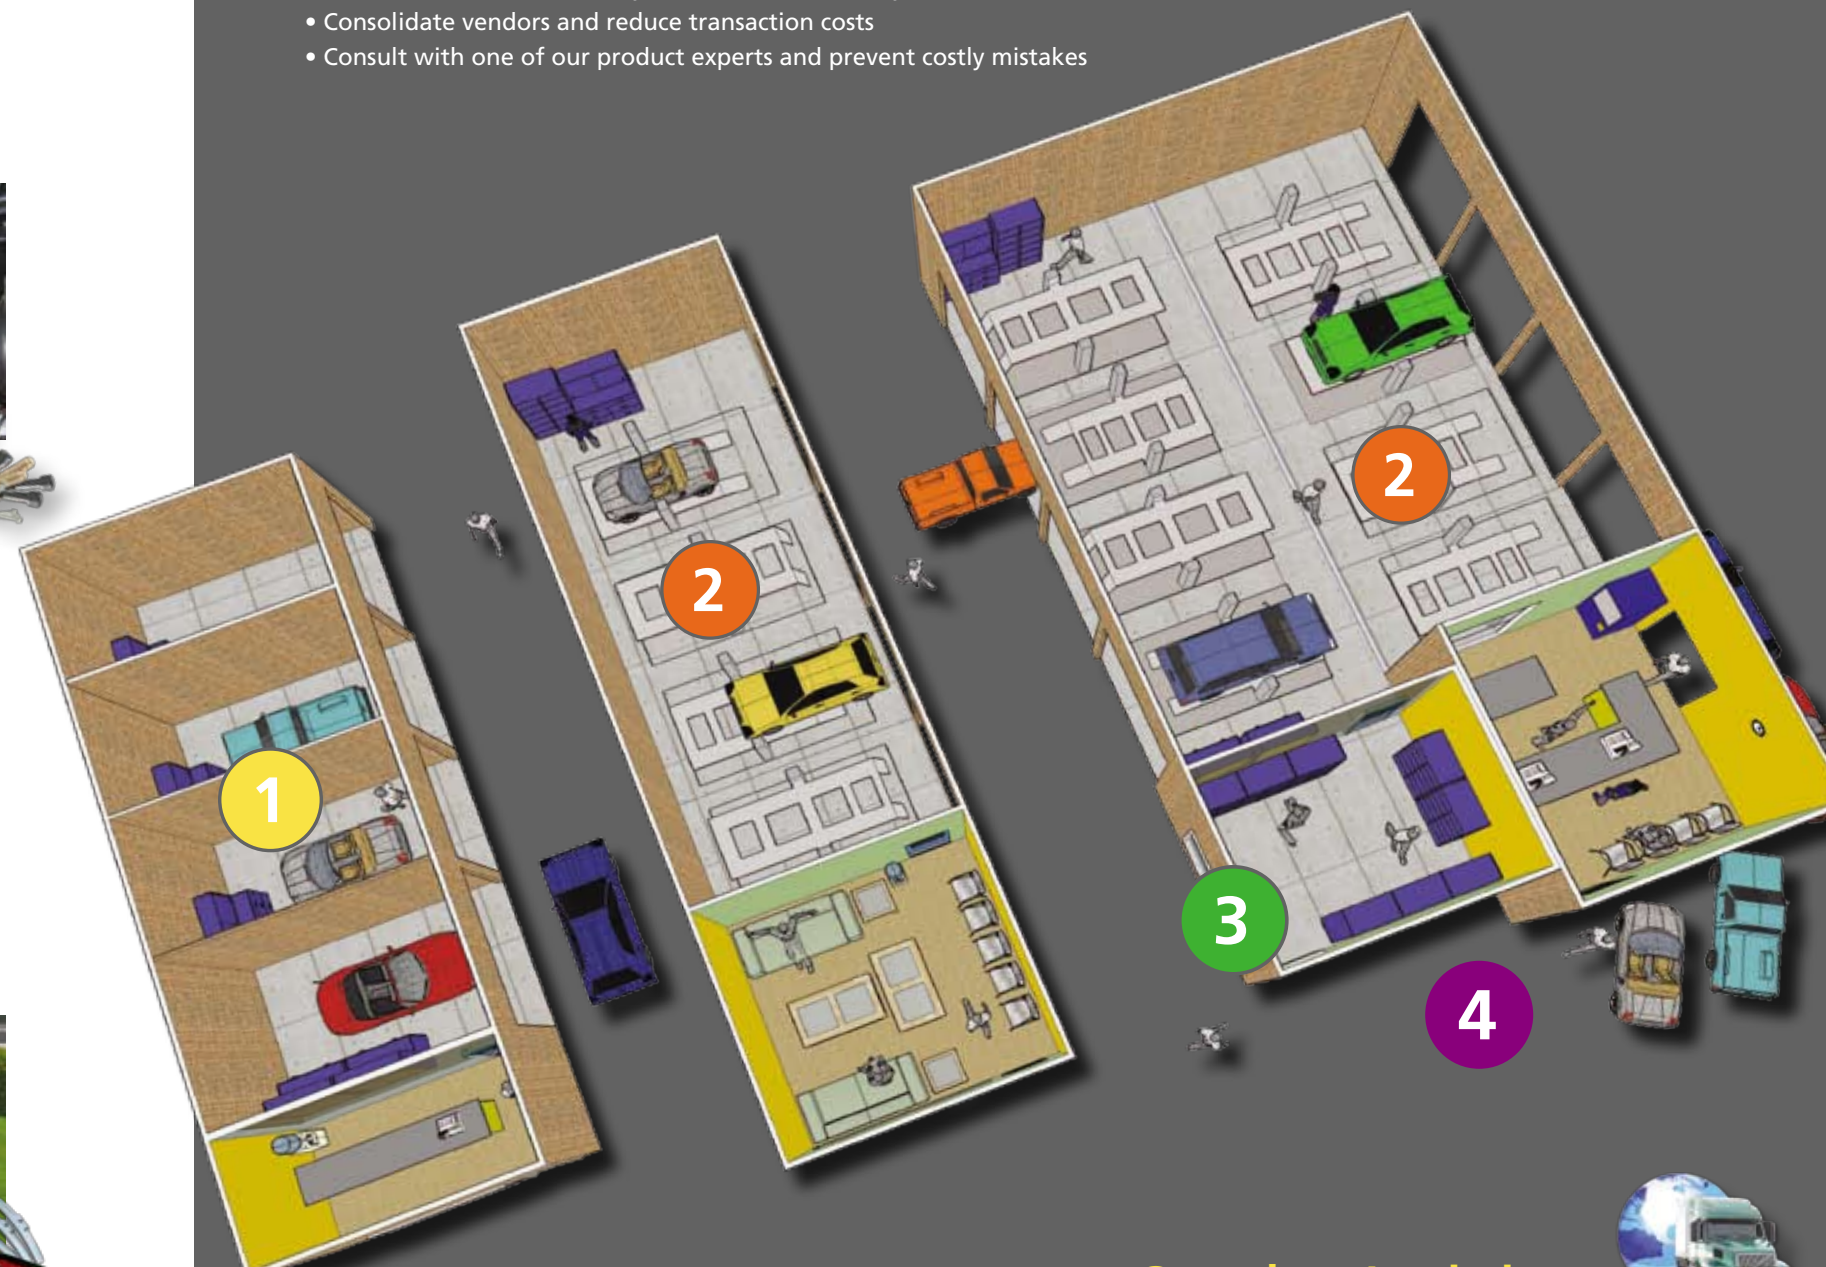 • Consolidate vendors and reduce transaction costs
• Consult with one of our product experts and prevent costly mistakes
2
2
1
3
4